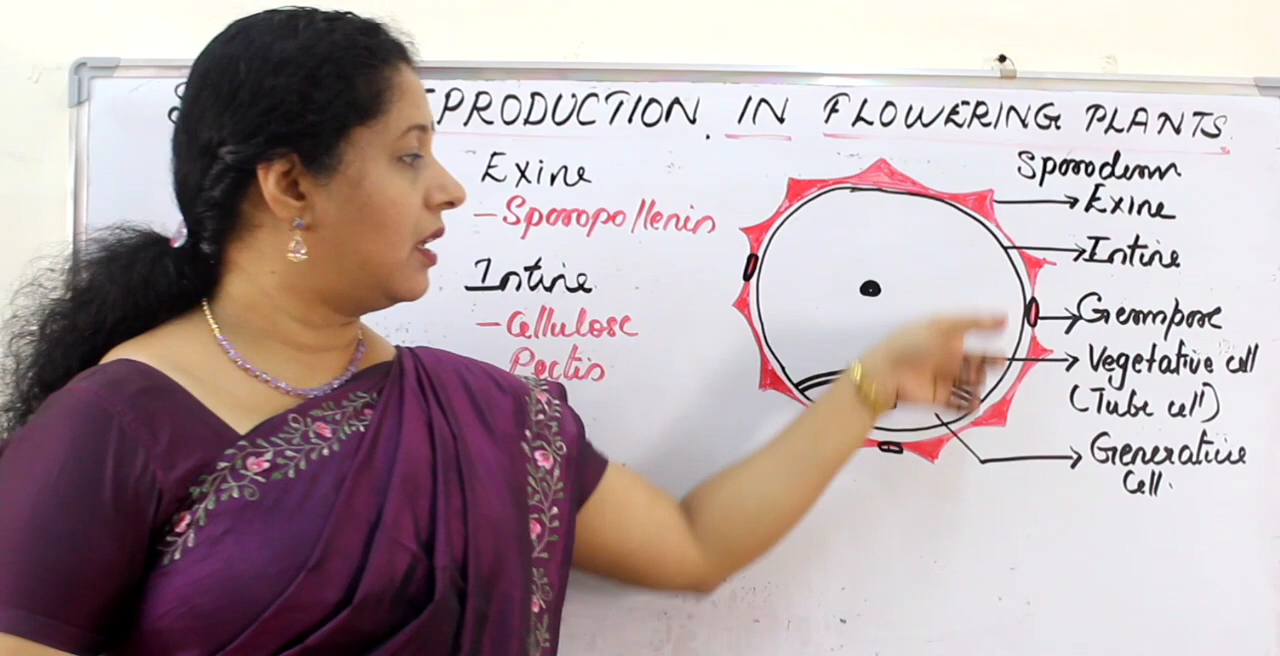 PRODUCTION IN FLOWERING PLANTS
Exine
- Sporopollenin
Intine
- Cellulose
Pectin
Sporoderm
Exine
Intine
Germpore
Vegetative cell
(Tube cell)
Generative
Cell.